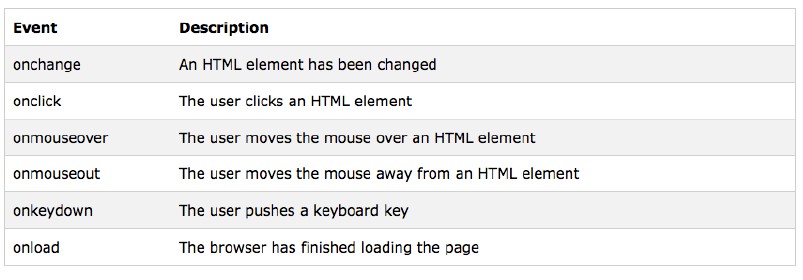 Event Description
onchange An HTML element has been changed
onclick The user clicks an HTML element
onmouseover The user moves the mouse over an HTML element
onmouseout The user moves the mouse away from an HTML element
onkeydown The user pushes a keyboard key
onload The browser has finished loading the page